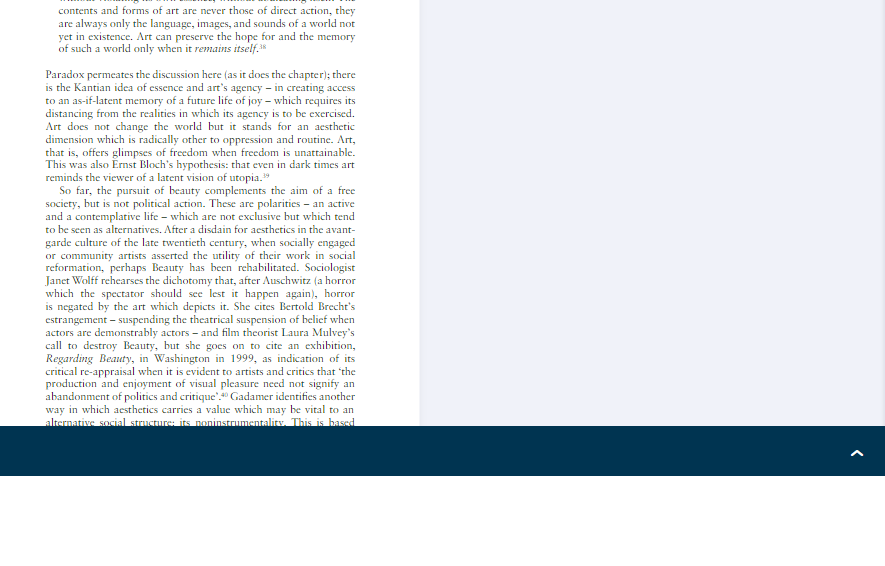 contents and forms of art are never those of direct action, they
are always only the language, images, and sounds of a world not
yet in existence. Art can preserve the hope for and the memory
of such a world only when it remains itself.38
Paradox permeates the discussion here (as it does the chapter); there
is the Kantian idea of essence and art's agency – in creating access
to an as-if-latent memory of a future life of joy – which requires its
distancing from the realities in which its agency is to be exercised.
Art does not change the world but it stands for an aesthetic
dimension which is radically other to oppression and routine. Art,
that is, offers glimpses of freedom when freedom is unattainable.
This was also Ernst Bloch's hypothesis: that even in dark times art
reminds the viewer of a latent vision of utopia.39
So far, the pursuit of beauty complements the aim of a free
society, but is not political action. These are polarities – an active
and a contemplative life – which are not exclusive but which tend
to be seen as alternatives. After a disdain for aesthetics in the avant-
garde culture of the late twentieth century, when socially engaged
or community artists asserted the utility of their work in social
reformation, perhaps Beauty has been rehabilitated. Sociologist
Janet Wolff rehearses the dichotomy that, after Auschwitz (a horror
which the spectator should see lest it happen again), horror
is negated by the art which depicts it. She cites Bertold Brecht's
estrangement – suspending the theatrical suspension of belief when
actors are demonstrably actors – and film theorist Laura Mulvey's
call to destroy Beauty, but she goes on to cite an exhibition,
Regarding Beauty, in Washington in 1999, as indication of its
critical re-appraisal when it is evident to artists and critics that 'the
production and enjoyment of visual pleasure need not signify an
abandonment of politics and critique'.40 Gadamer identifies another
way in which aesthetics carries a value which may be vital to an
alternative social structure: its noninstrumentality. This is based